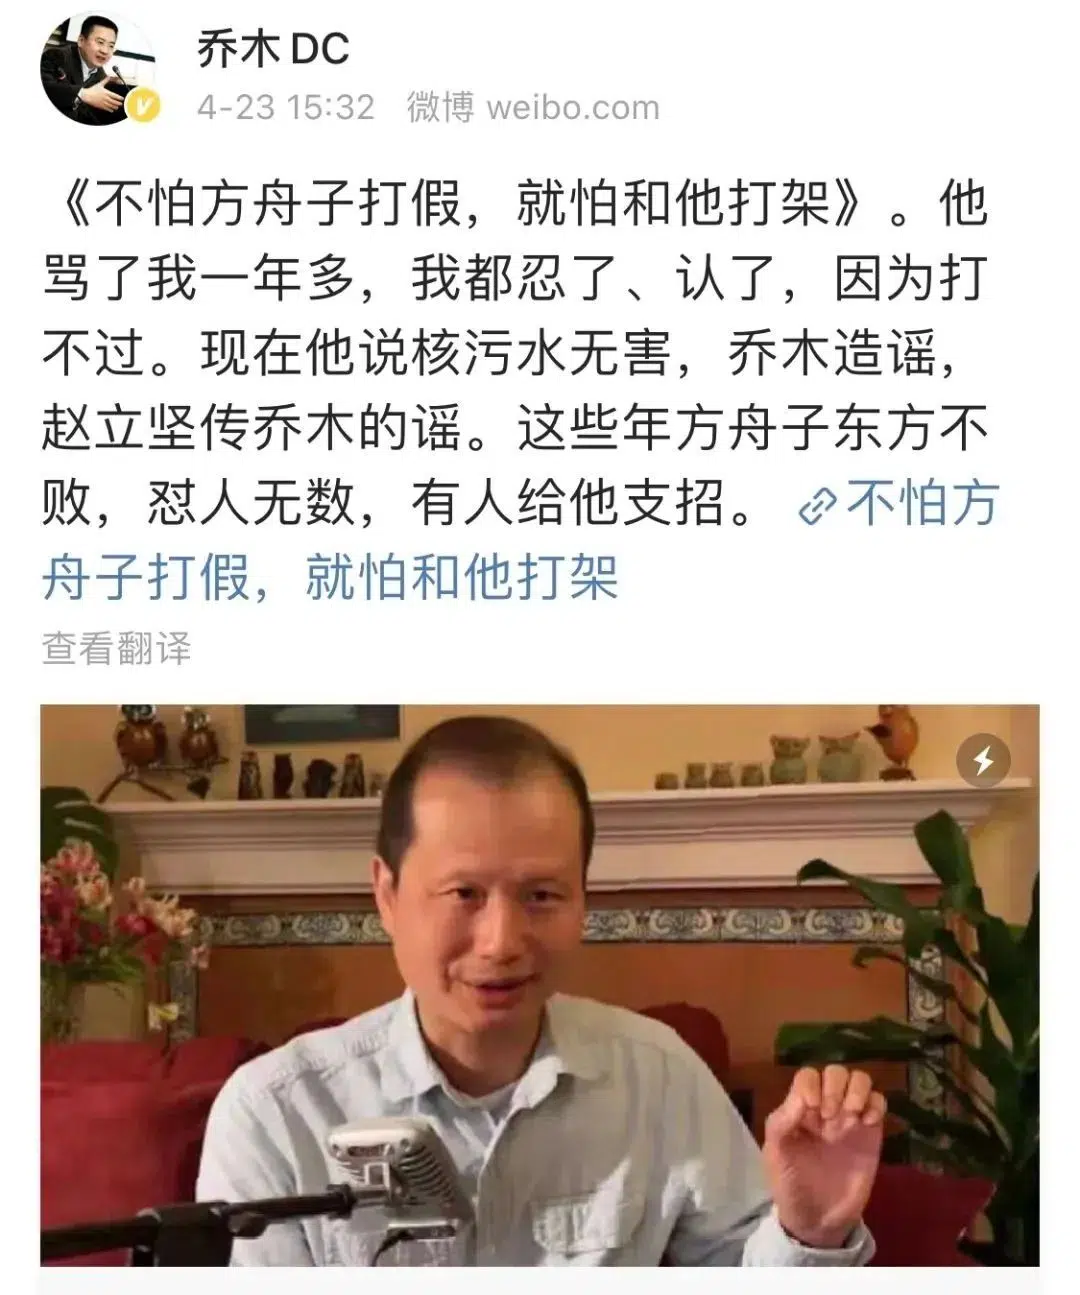 乔木DC
4-23 15:32 微博 weibo.com
《不怕方舟子打假，就怕和他打架》。他
骂了我一年多，我都忍了、认了，因为打
不过。现在他说核污水无害，乔木造谣，
赵立坚传乔木的谣。这些年方舟子东方不
败，怼人无数，有人给他支招。 不怕方
舟子打假，就怕和他打架
查看翻译